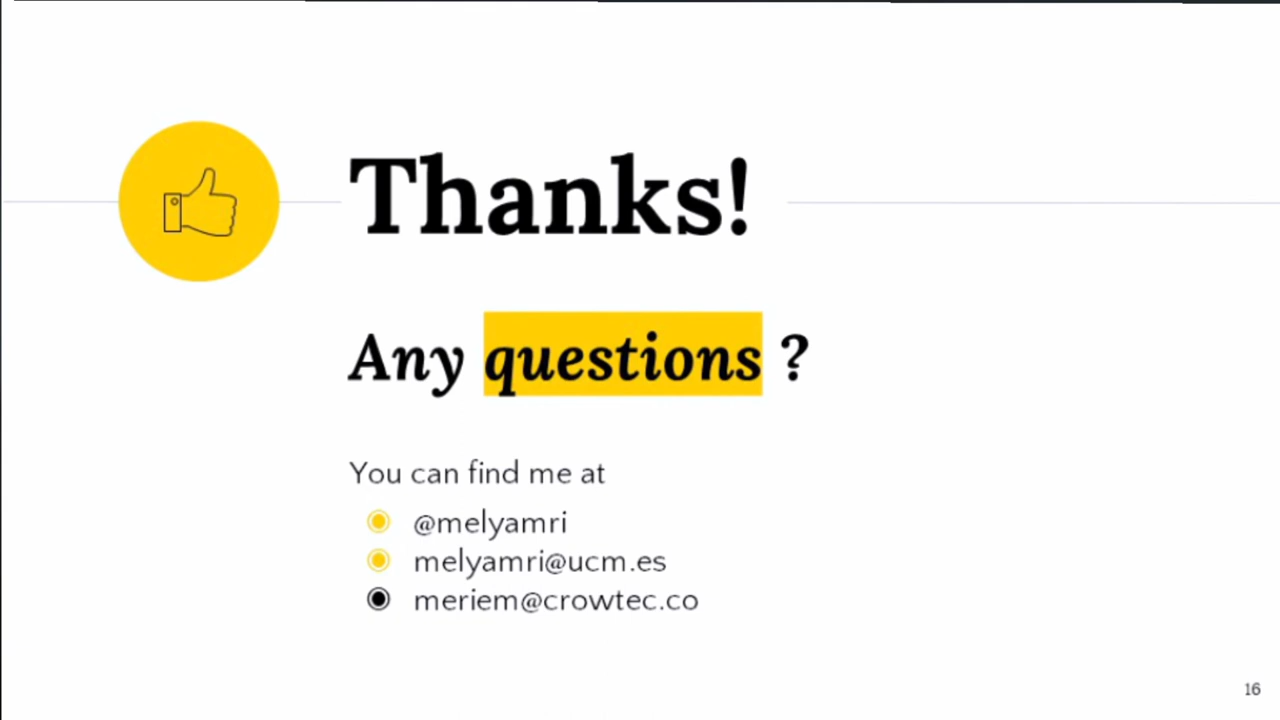 Thanks!
Any questions ?
You can find me at
@melyamri
melyamri@ucm.es
meriem@crowtec.co
16